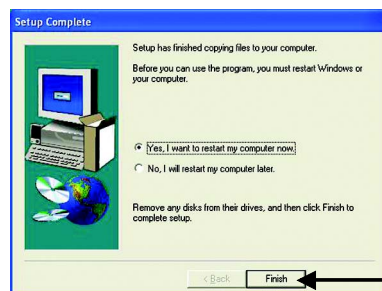 Setup Complete
Setup has finished copying files to your computer.
Before you can use the program, you must restart Windows or
your computer.
Yes, I want to restart my computer now.
No, I will restart my computer later.
Remove any disks from their drives, and then click Finish to
complete setup.
< Back
Finish